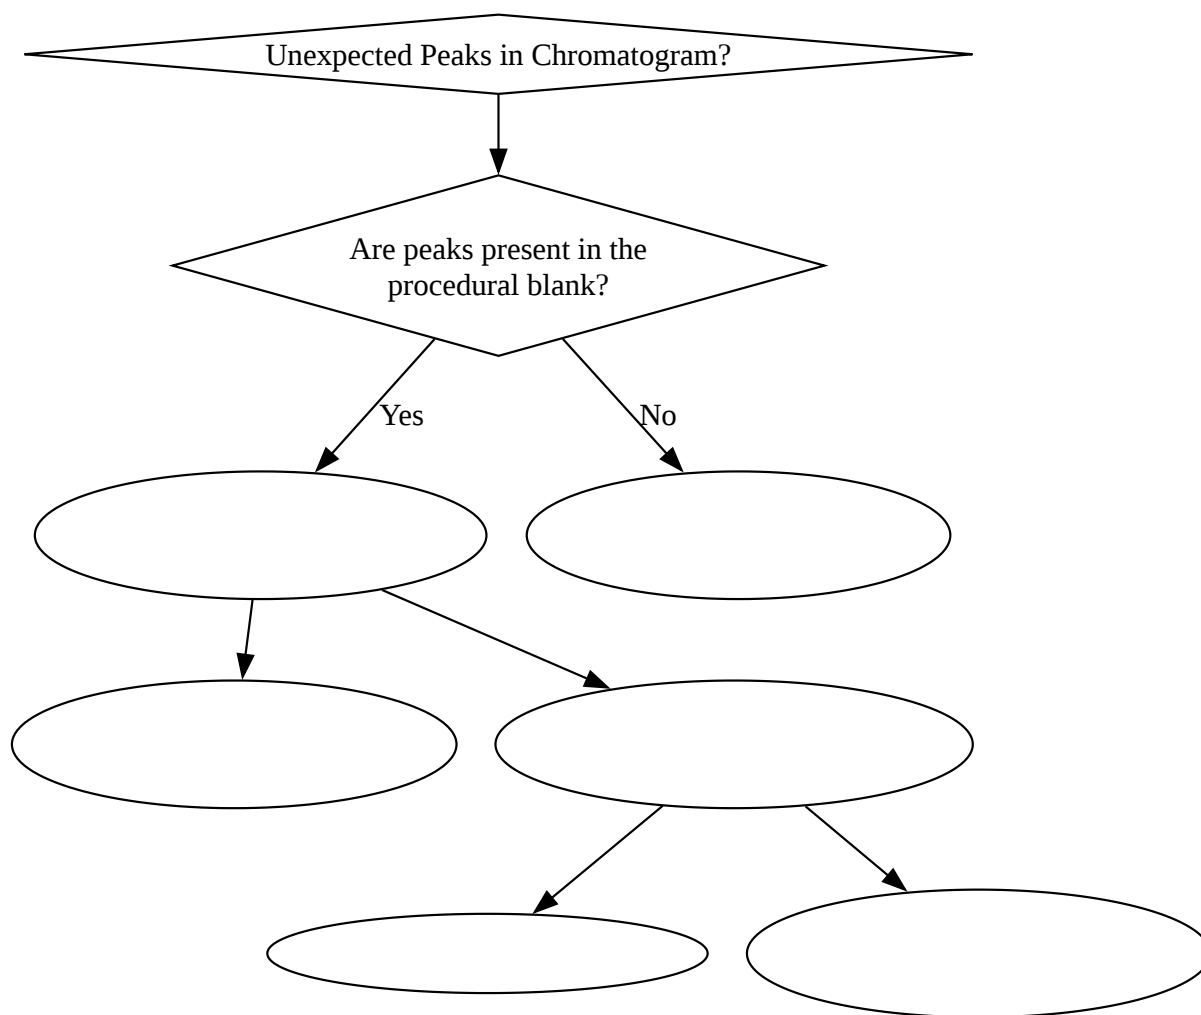 Unexpected Peaks in Chromatogram?
Are peaks present in the
procedural blank?
Yes
No